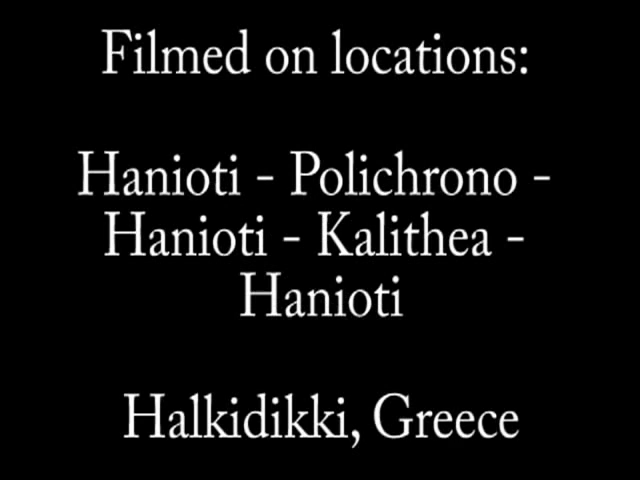 Filmed on locations:
Hanioti - Polichrono -
Hanioti - Kalithea -
Hanioti
Halkidikki, Greece